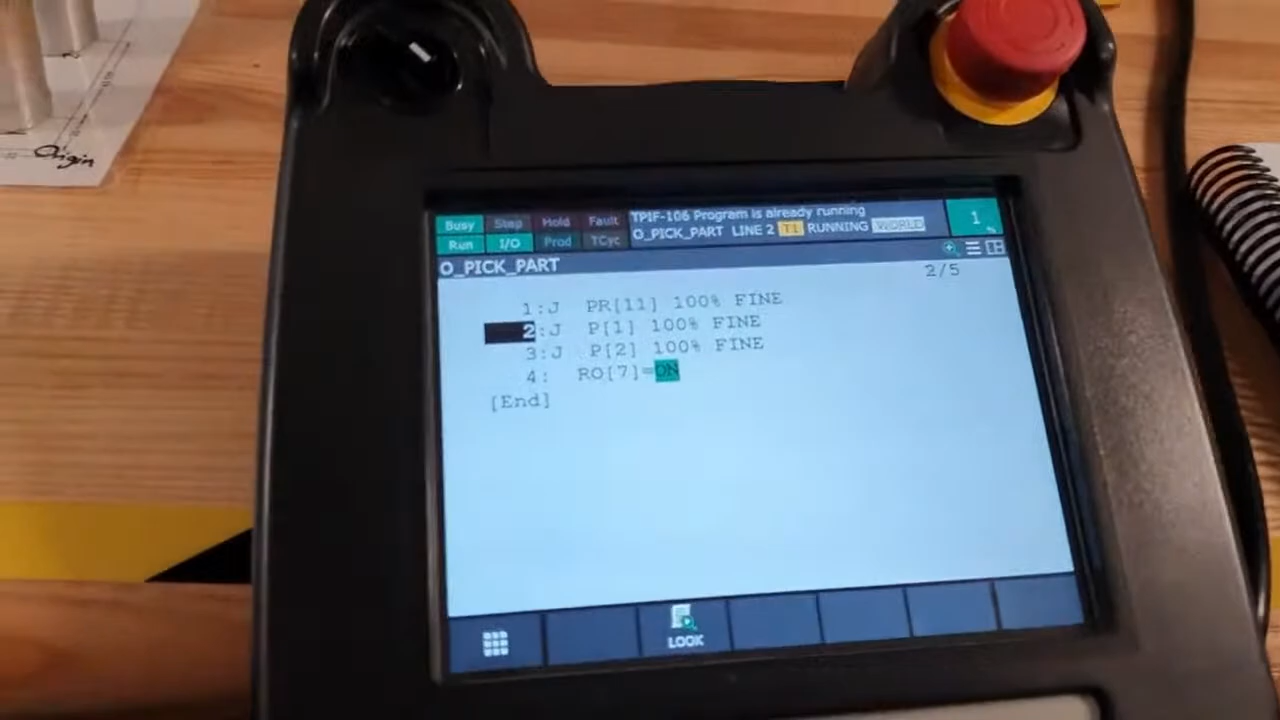 Origin
Busy Step Hold Fault
Run I/O Prod TCyc
TPIF-106 Program is already running
O_PICK_PART LINE 2 T1 RUNNING WORLD
1 %
O_PICK_PART
2/5
1:J PR[11] 100% FINE
2:J P[1] 100% FINE
3:J P[2] 100% FINE
4: RO[7]=ON
[End]
LOOK